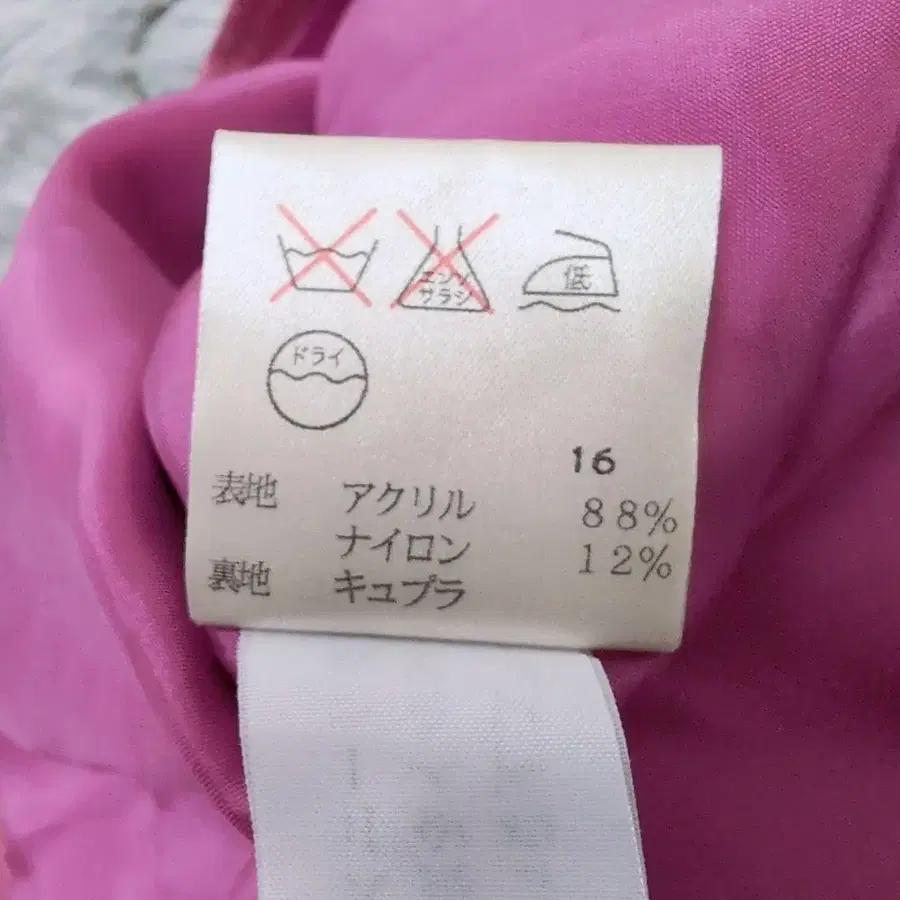 エンソ
サラシ
低
ドライ
16
表地 アクリル 88%
ナイロン 12%
裏地 キュプラ